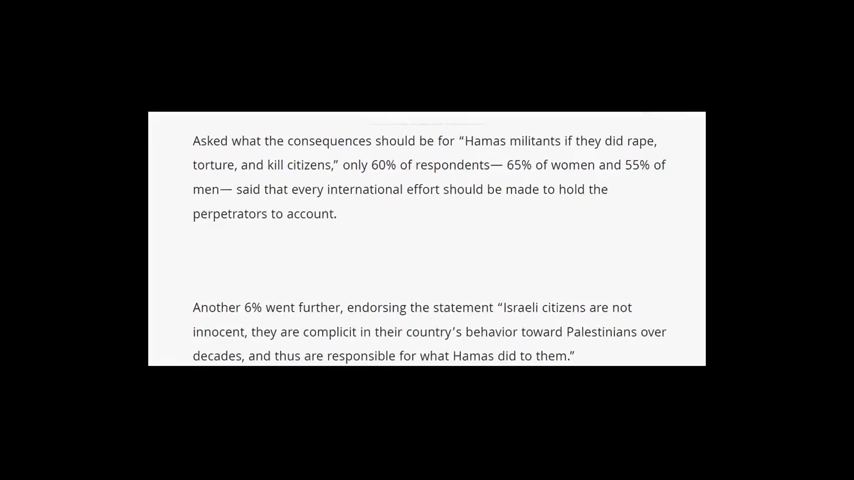 Asked what the consequences should be for “Hamas militants if they did rape,
torture, and kill citizens,” only 60% of respondents— 65% of women and 55% of
men— said that every international effort should be made to hold the
perpetrators to account.
Another 6% went further, endorsing the statement “Israeli citizens are not
innocent, they are complicit in their country’s behavior toward Palestinians over
decades, and thus are responsible for what Hamas did to them.”